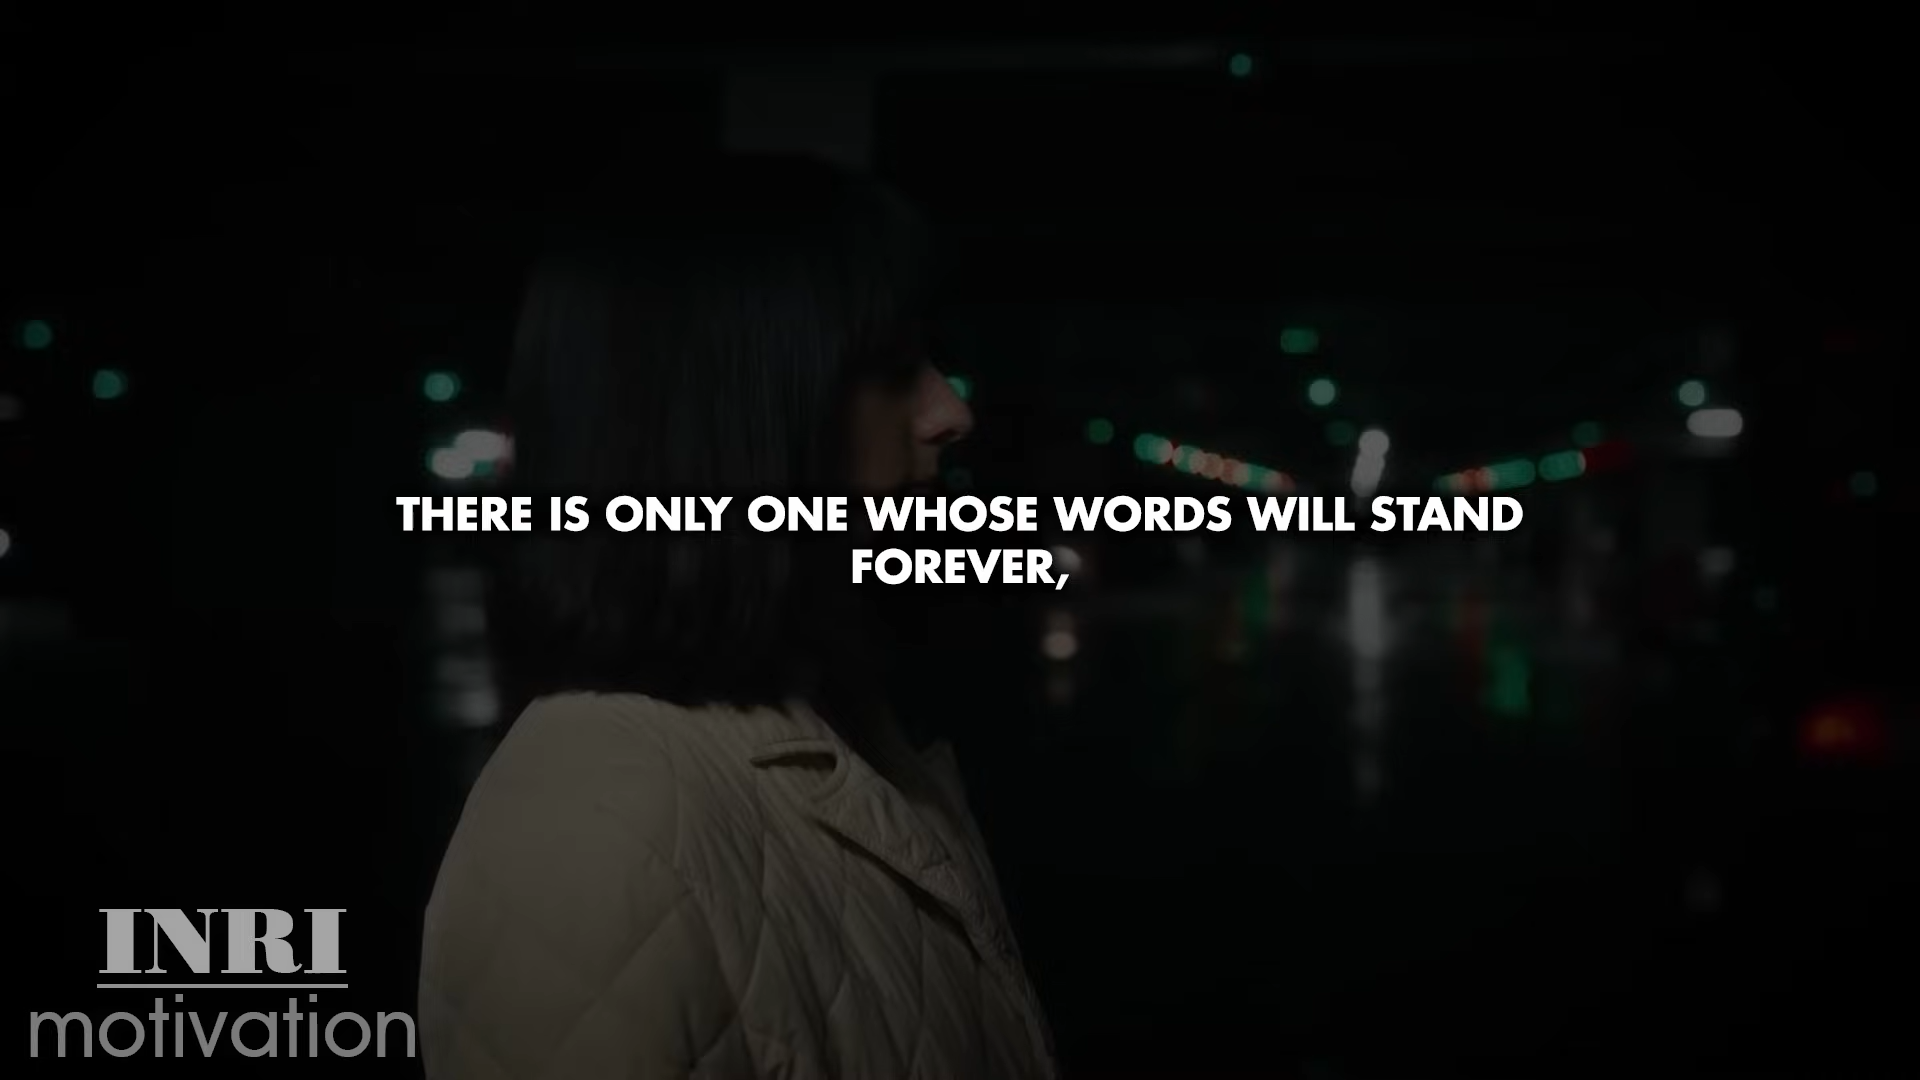 THERE IS ONLY ONE WHOSE WORDS WILL STAND
FOREVER,
INRI
motivation